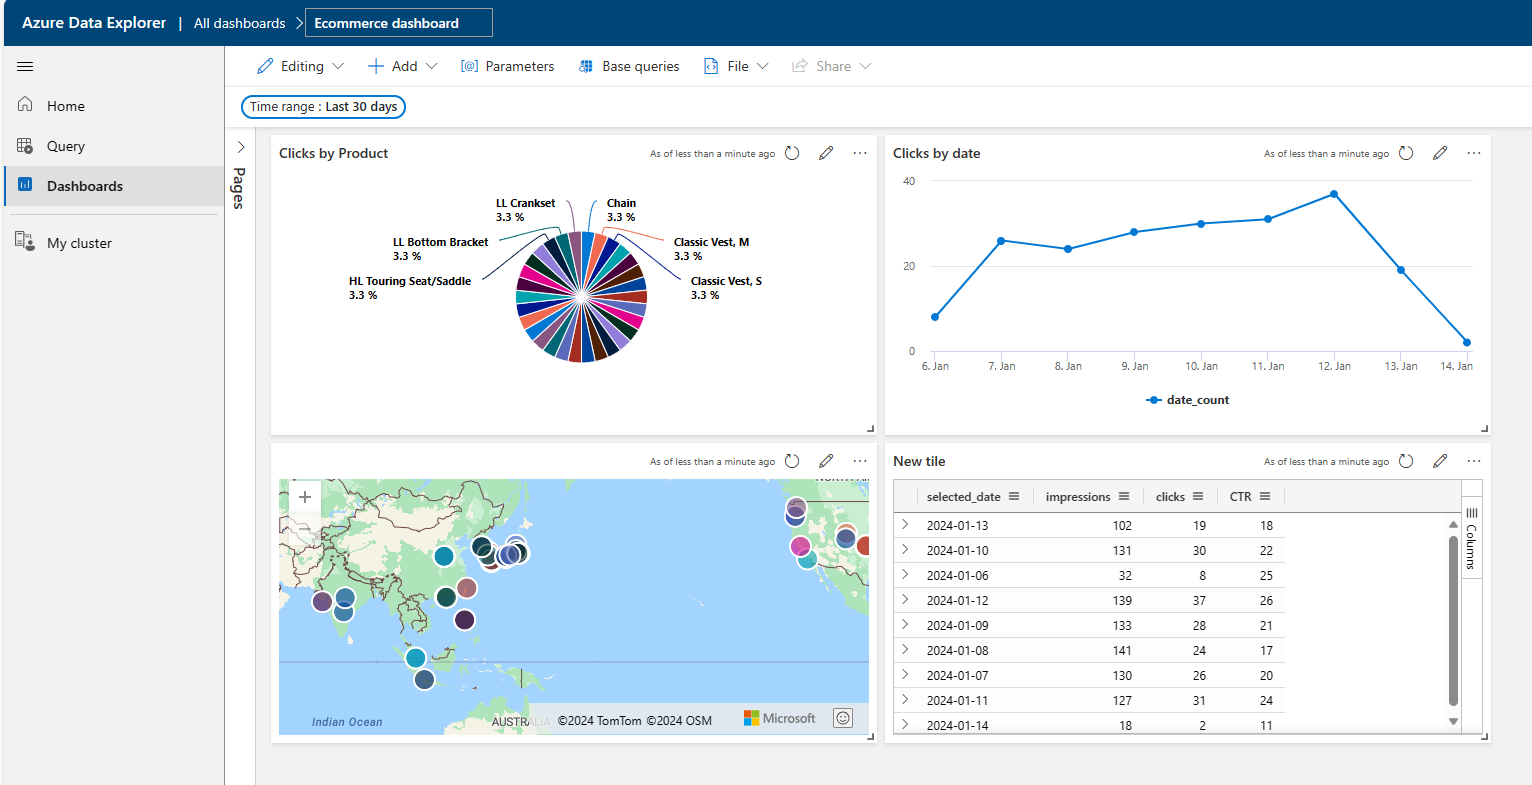 Azure Data Explorer | All dashboards > Ecommerce dashboard
Editing Add Parameters Base queries File Share
Home
Query
Dashboards
My cluster
Time range : Last 30 days
Pages
Clicks by Product As of less than a minute ago
LL Crankset
3.3 %
Chain
3.3 %
LL Bottom Bracket
3.3 %
Classic Vest, M
3.3 %
HL Touring Seat/Saddle
3.3 %
Classic Vest, S
3.3 %
Clicks by date As of less than a minute ago
40
20
0
6. Jan 7. Jan 8. Jan 9. Jan 10. Jan 11. Jan 12. Jan 13. Jan 14. Jan
date_count
As of less than a minute ago
+
−
Indian Ocean
AUSTRALIA
©2024 TomTom ©2024 OSM
Microsoft
New tile As of less than a minute ago
selected_date impressions clicks CTR
2024-01-13 102 19 18
2024-01-10 131 30 22
2024-01-06 32 8 25
2024-01-12 139 37 26
2024-01-09 133 28 21
2024-01-08 141 24 17
2024-01-07 130 26 20
2024-01-11 127 31 24
2024-01-14 18 2 11
Columns